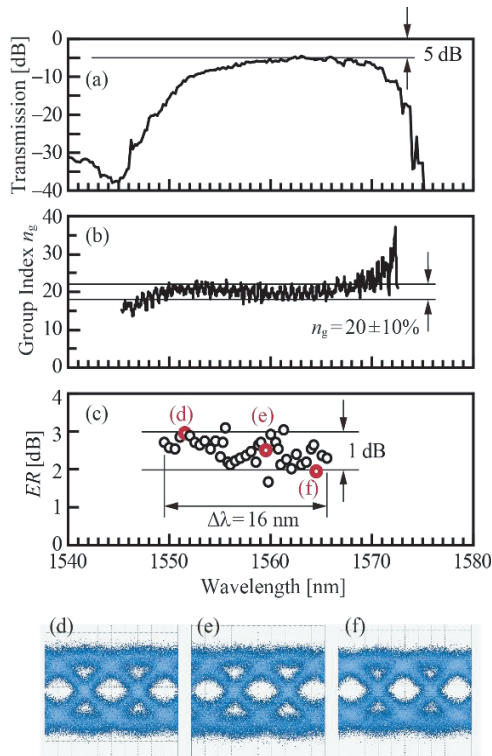 0
−10
−20
−30
−40
Transmission [dB]
(a)
5 dB
40
30
20
10
0
Group Index ng
(b)
ng = 20 ±10%
4
3
2
1
0
ER [dB]
(c)
(d)
(e)
(f)
1 dB
Δλ = 16 nm
1540
1550
1560
1570
1580
Wavelength [nm]
(d)
(e)
(f)